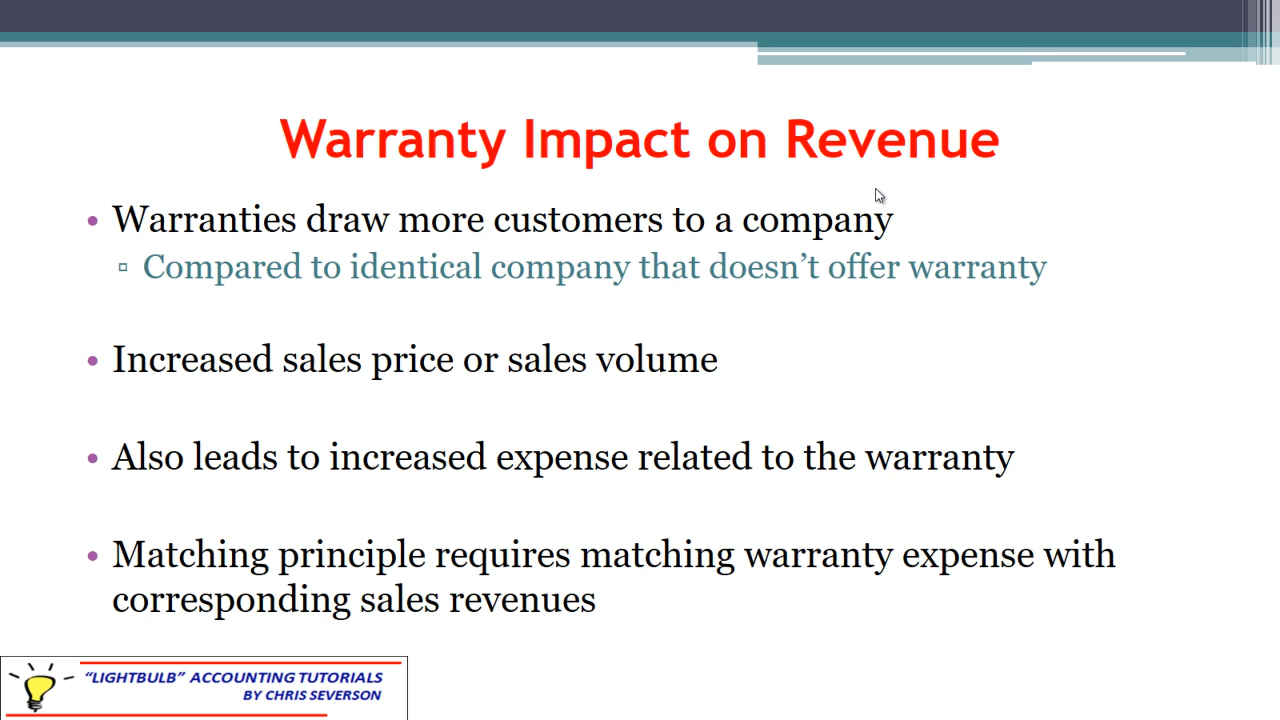 Warranty Impact on Revenue
• Warranties draw more customers to a company
▫ Compared to identical company that doesn’t offer warranty
• Increased sales price or sales volume
• Also leads to increased expense related to the warranty
• Matching principle requires matching warranty expense with
corresponding sales revenues
“LIGHTBULB” ACCOUNTING TUTORIALS
BY CHRIS SEVERSON